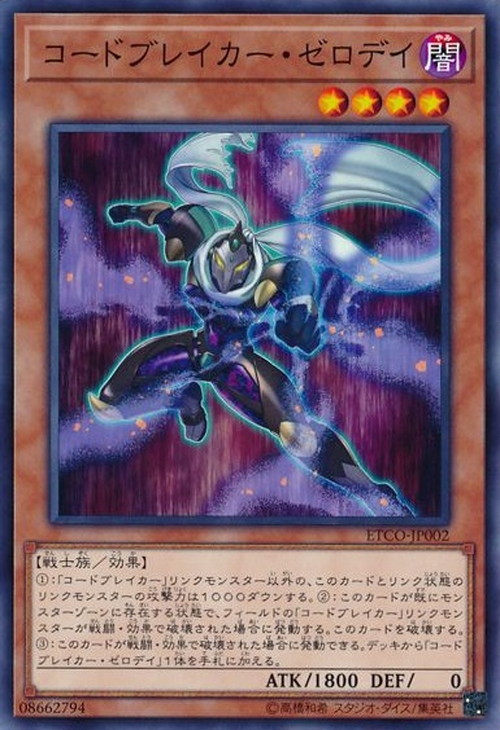 コードブレイカー・ゼロデイ
やみ
闇
ETCO-JP002
【戦士族／効果】
①：「コードブレイカー」リンクモンスター以外の、このカードとリンク状態の
リンクモンスターの攻撃力は１０００ダウンする。②：このカードが既にモン
スターゾーンに存在する状態で、フィールドの「コードブレイカー」リンクモン
スターが戦闘・効果で破壊された場合に発動する。このカードを破壊する。
③：このカードが戦闘・効果で破壊された場合に発動できる。デッキから「コード
ブレイカー・ゼロデイ」１体を手札に加える。
ATK/1800 DEF/ 0
08662794
©高橋和希 スタジオ・ダイス/集英社